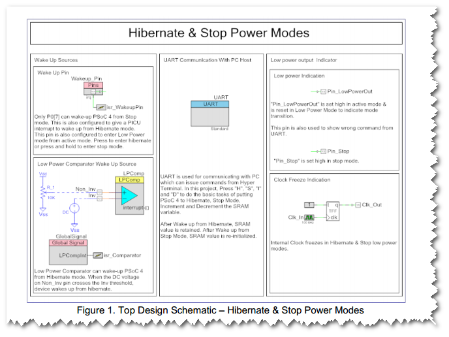 Hibernate & Stop Power Modes
Wake Up Sources
Wake Up Pin
Wakeup_Pin
Pins
isr_WakeupPin
Only P0[7] can wake-up PSoC 4 from Stop
mode. This is also configured to give a PICU
interrupt to wake up from Hibernate mode.
This pin is also configured to enter Low Power
mode from active mode. Press to enter hibernate
or press and hold to enter stop mode.
Low Power Comparator Wake Up Source
LPComp
LPComp
Non_Inv
Inv
Interrupt
GlobalSignal
Global Signal
LPCompInt
isr_Comparator
Low Power Comparator can wake-up PSoC 4
from Hibernate mode. When the DC voltage
on Non_Inv pin crosses the Inv threshold,
device wakes up from hibernate.
UART Communication With PC Host
UART
UART
Standard
UART is used for communicating with PC
which can issue commands from Hyper
Terminal. In this project, Press "H", "S", "I"
and "D" to do the basic tasks of putting
PSoC 4 to Hibernate, Stop Mode,
Increment and Decrement the SRAM
variable.
After Wake up from Hibernate, SRAM
value is retained. After Wake up from
Stop Mode, SRAM value is re-initialized.
Low power output Indicator
Low power Indication
Pin_LowPowerOut
"Pin_LowPowerOut" is set high in active mode &
is reset in Low Power Mode to indicate mode
transition.
This pin is also used to show wrong command from
UART.
Pin_Stop
"Pin_Stop" is set high in stop mode.
Clock Freeze Indication
Clk_Out
Clk_In
Internal Clock freezes in Hibernate & Stop low power
modes.
Figure 1. Top Design Schematic – Hibernate & Stop Power Modes